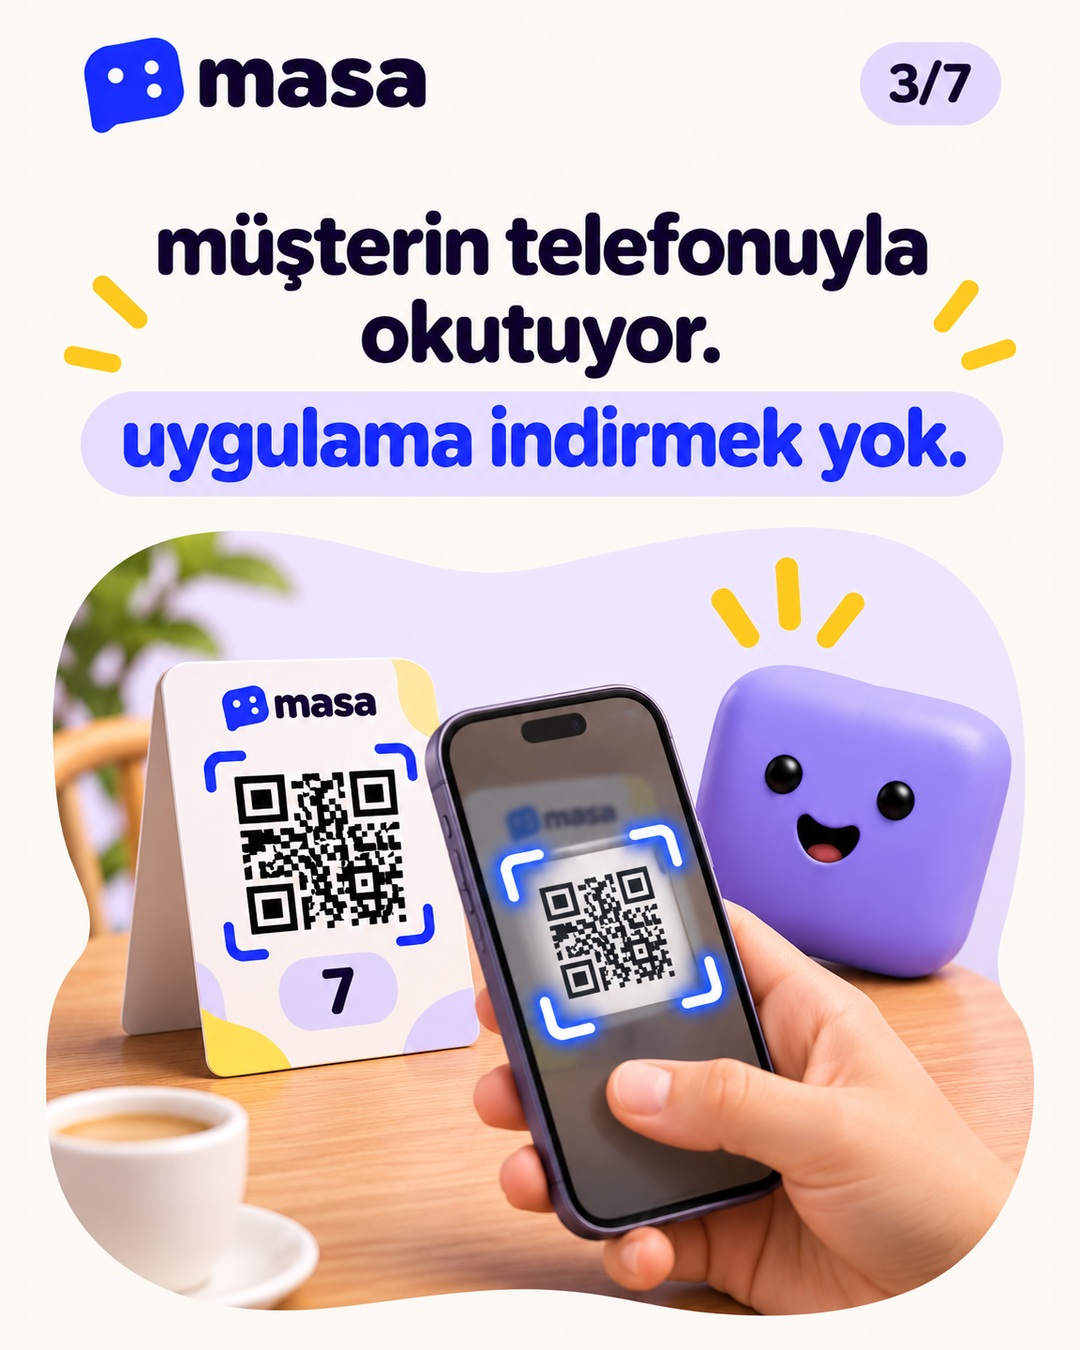 masa
3/7
müşterin telefonuyla
okutuyor.
uygulama indirmek yok.
masa
masa
7